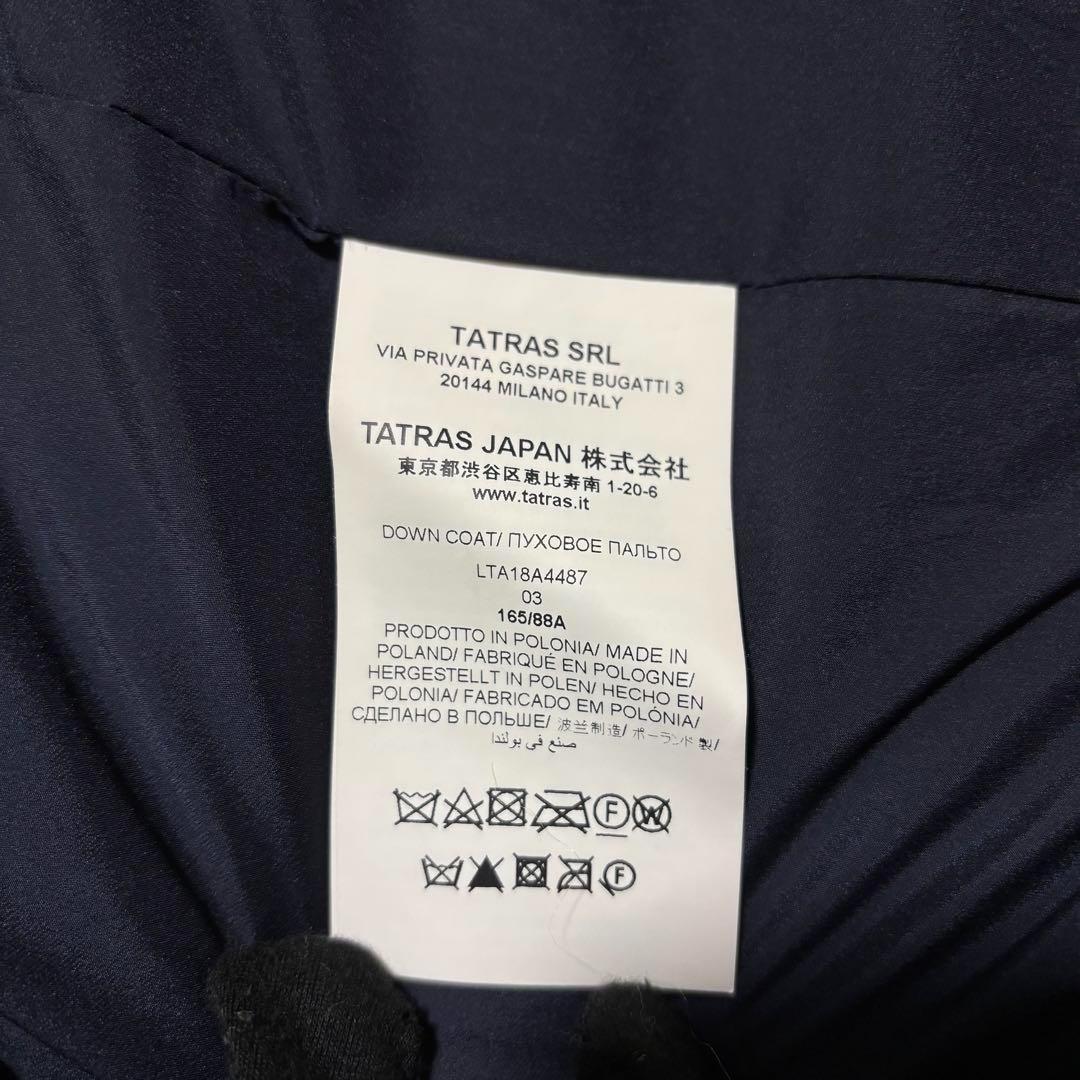 TATRAS SRL
VIA PRIVATA GASPARE BUGATTI 3
20144 MILANO ITALY
TATRAS JAPAN 株式会社
東京都渋谷区恵比寿南 1-20-6
www.tatras.it
DOWN COAT/ ПУХОВОЕ ПАЛЬТО
LTA18A4487
03
165/88A
PRODOTTO IN POLONIA/ MADE IN
POLAND/ FABRIQUÉ EN POLOGNE/
HERGESTELLT IN POLEN/ HECHO EN
POLONIA/ FABRICADO EM POLÓNIA/
СДЕЛАНО В ПОЛЬШЕ/ 波兰制造/ ポーランド製/
صنع في بولندا
F W
F